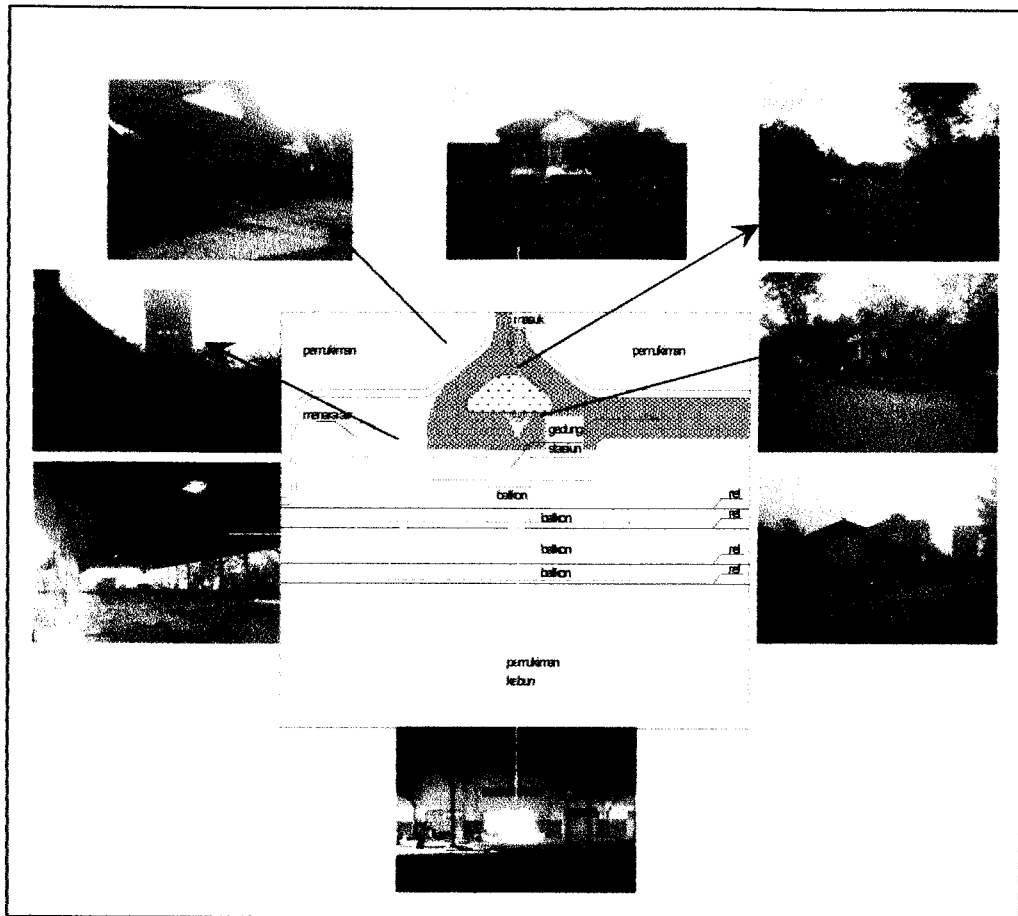 masuk
permukiman
permukiman
menara air
gedung
stasiun
balkon
rel
balkon
rel
balkon
rel
balkon
rel
permukiman
kebun